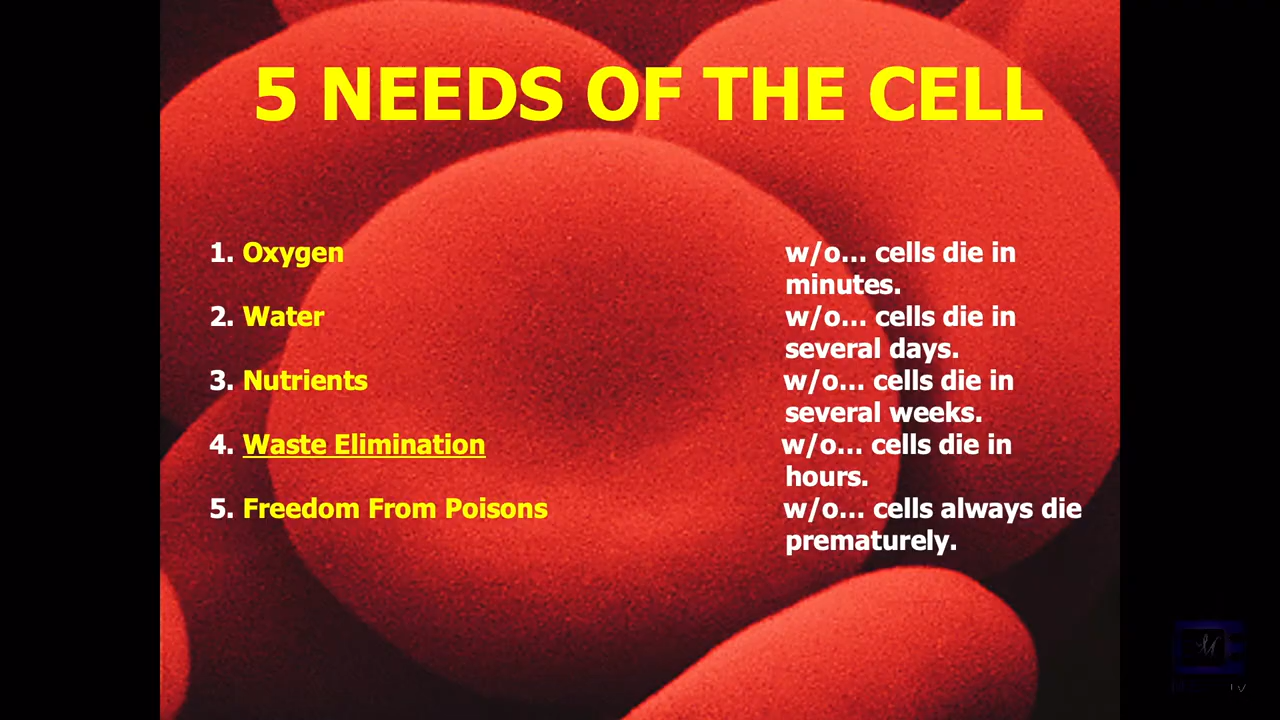 5 NEEDS OF THE CELL
1. Oxygen w/o... cells die in
minutes.
2. Water w/o... cells die in
several days.
3. Nutrients w/o... cells die in
several weeks.
4. Waste Elimination w/o... cells die in
hours.
5. Freedom From Poisons w/o... cells always die
prematurely.